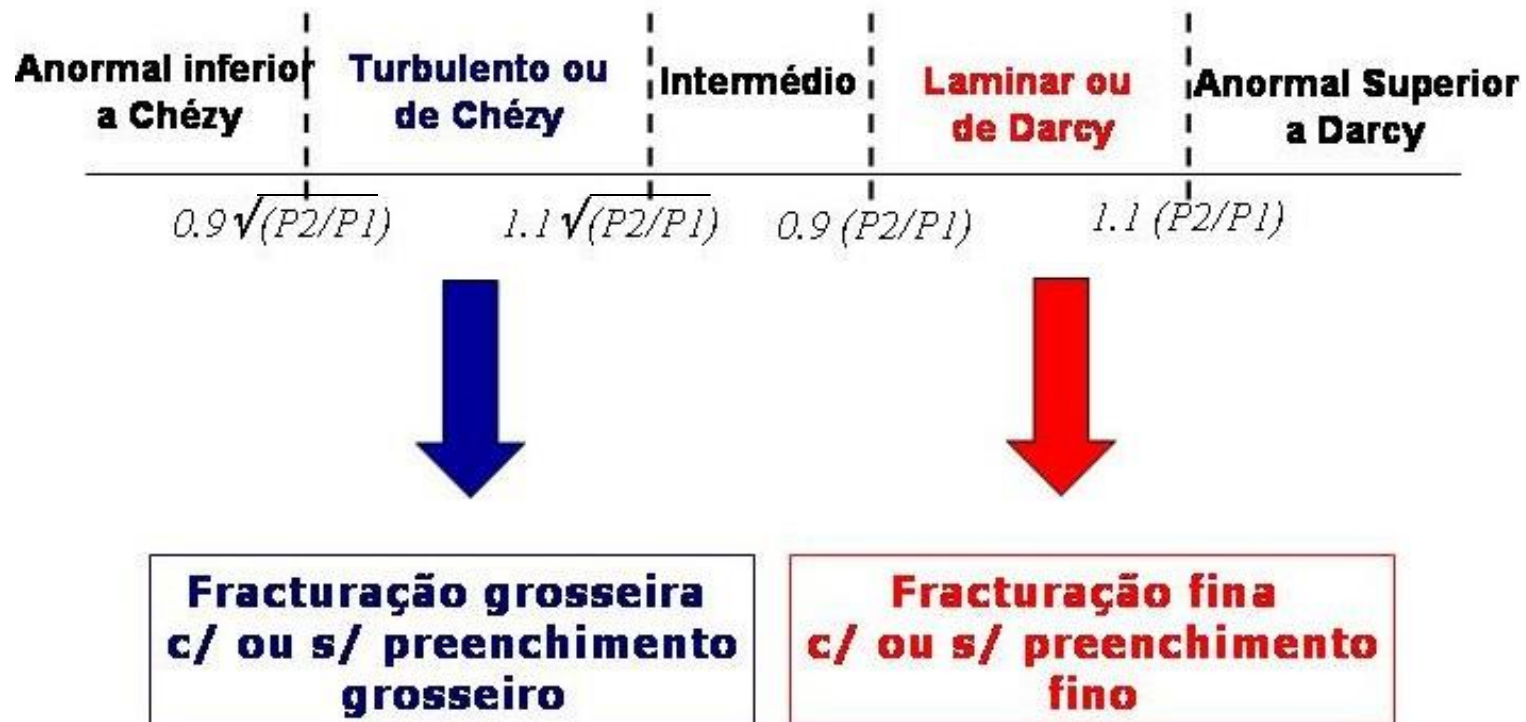 Anormal inferior
a Chézy
Turbulento ou
de Chézy
Intermédio
Laminar ou
de Darcy
Anormal Superior
a Darcy
0.9 √(P2/P1)
1.1 √(P2/P1)
0.9 (P2/P1)
1.1 (P2/P1)
Fracturação grosseira
c/ ou s/ preenchimento
grosseiro
Fracturação fina
c/ ou s/ preenchimento
fino